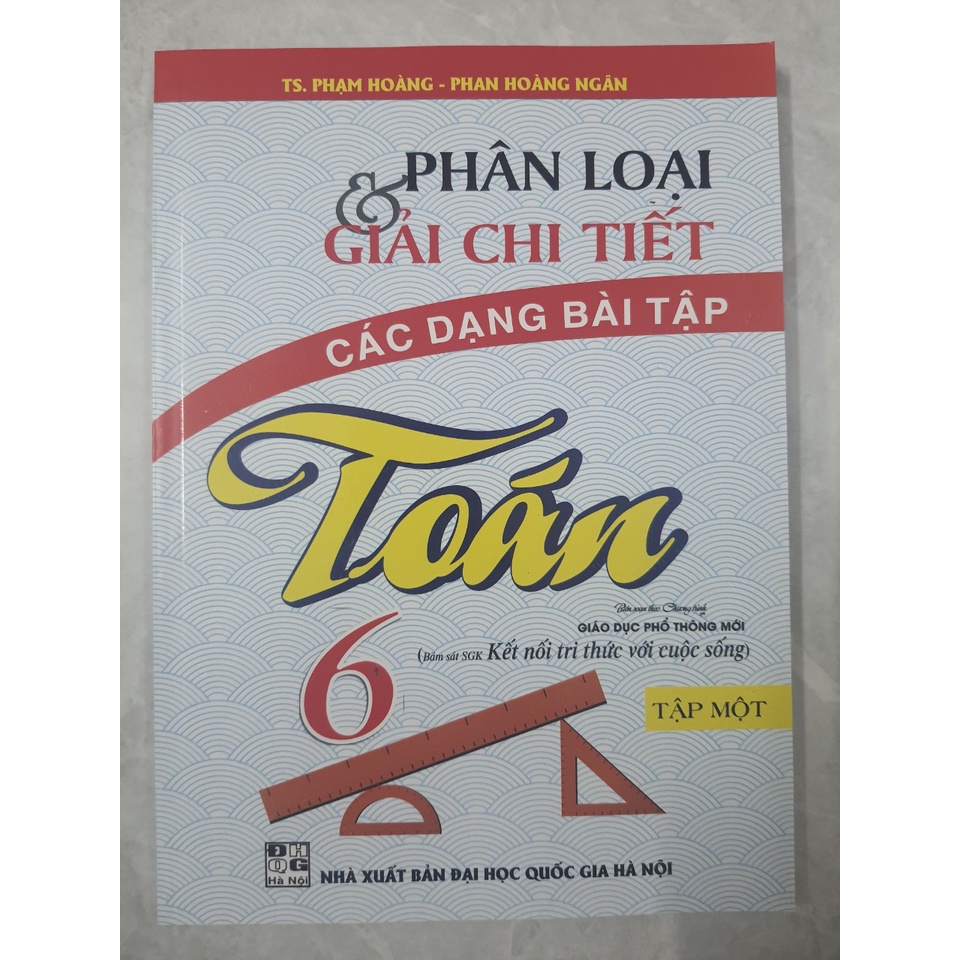 TS. PHẠM HOÀNG - PHAN HOÀNG NGÂN
PHÂN LOẠI
& GIẢI CHI TIẾT
CÁC DẠNG BÀI TẬP
Toán
6
Biên soạn theo Chương trình
GIÁO DỤC PHỔ THÔNG MỚI
(Bám sát SGK Kết nối tri thức với cuộc sống)
TẬP MỘT
ĐH
QG
Hà Nội
NHÀ XUẤT BẢN ĐẠI HỌC QUỐC GIA HÀ NỘI